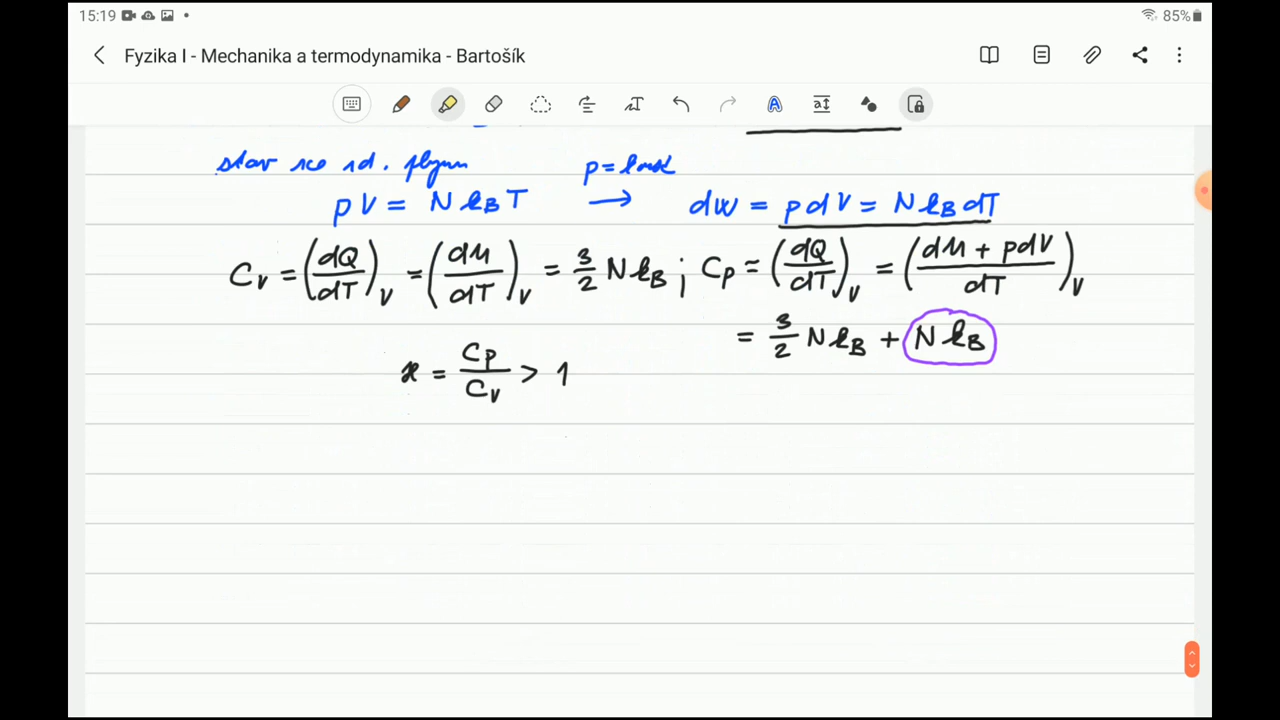 15:19 85%
Fyzika I - Mechanika a termodynamika - Bartošík
stav rce id. plynu p = konst
pV = N k_B T → dW = pdV = N k_B dT
C_V = (dQ/dT)_V = (dU/dT)_V = 3/2 N k_B ; C_p = (dQ/dT)_V = ((dU + pdV)/dT)_V
= 3/2 N k_B + N k_B
ϰ = C_p/C_V > 1